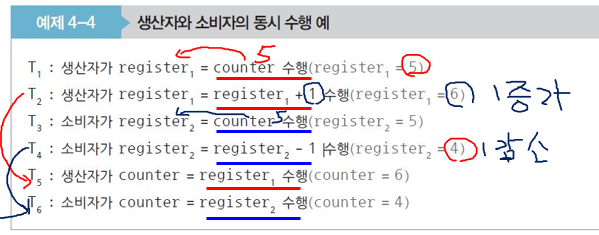 예제 4-4 생산자와 소비자의 동시 수행 예
5
T1 : 생산자가 register1 = counter 수행(register1 = 5)
T2 : 생산자가 register1 = register1 + 1 수행(register1 = 6) 1증가
5
T3 : 소비자가 register2 = counter 수행(register2 = 5)
T4 : 소비자가 register2 = register2 - 1 수행(register2 = 4) 1감소
T5 : 생산자가 counter = register1 수행(counter = 6)
T6 : 소비자가 counter = register2 수행(counter = 4)